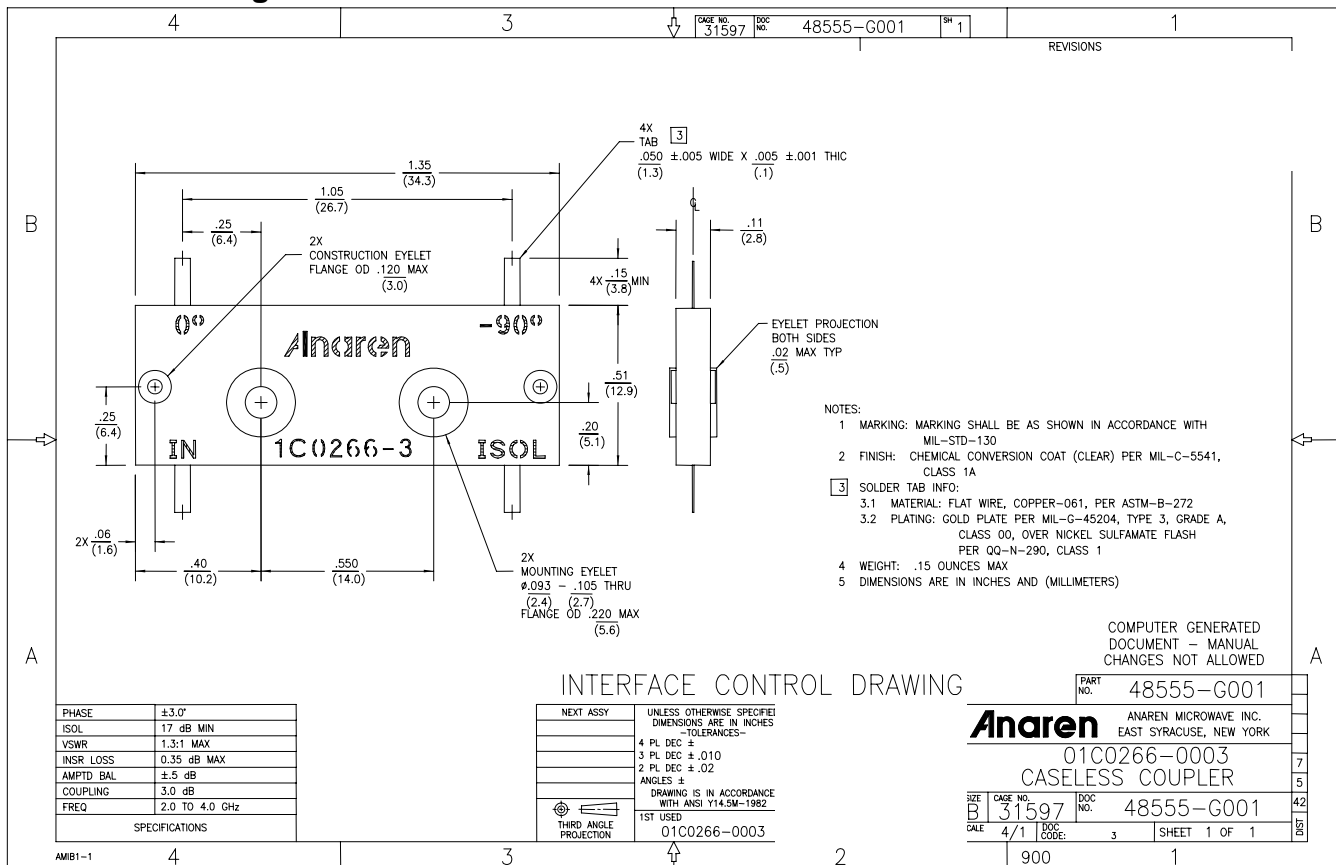 4
3
CAGE NO.
31597
DOC NO.
48555-G001
SH 1
1
REVISIONS
B
B
A
A
1.35
(34.3)
1.05
(26.7)
.25
(6.4)
2X
CONSTRUCTION EYELET
FLANGE OD .120 MAX
(3.0)
4X
TAB 3
.050 ±.005 WIDE X .005 ±.001 THIC
(1.3) (.1)
4X .15 MIN
(3.8)
℄
.11
(2.8)
0°
-90°
Anaren
EYELET PROJECTION
BOTH SIDES
.02 MAX TYP
(.5)
.51
(12.9)
.25
(6.4)
.20
(5.1)
IN
1C0266-3
ISOL
2X .06
(1.6)
.40
(10.2)
.550
(14.0)
2X
MOUNTING EYELET
ø.093 - .105 THRU
(2.4) (2.7)
FLANGE OD .220 MAX
(5.6)
NOTES:
1 MARKING: MARKING SHALL BE AS SHOWN IN ACCORDANCE WITH
MIL-STD-130
2 FINISH: CHEMICAL CONVERSION COAT (CLEAR) PER MIL-C-5541,
CLASS 1A
3 SOLDER TAB INFO:
3.1 MATERIAL: FLAT WIRE, COPPER-061, PER ASTM-B-272
3.2 PLATING: GOLD PLATE PER MIL-G-45204, TYPE 3, GRADE A,
CLASS 00, OVER NICKEL SULFAMATE FLASH
PER QQ-N-290, CLASS 1
4 WEIGHT: .15 OUNCES MAX
5 DIMENSIONS ARE IN INCHES AND (MILLIMETERS)
COMPUTER GENERATED
DOCUMENT - MANUAL
CHANGES NOT ALLOWED
INTERFACE CONTROL DRAWING
PART NO.
48555-G001
PHASE ±3.0°
ISOL 17 dB MIN
VSWR 1.3:1 MAX
INSR LOSS 0.35 dB MAX
AMPTD BAL ±.5 dB
COUPLING 3.0 dB
FREQ 2.0 TO 4.0 GHz
SPECIFICATIONS
NEXT ASSY
UNLESS OTHERWISE SPECIFIED
DIMENSIONS ARE IN INCHES
-TOLERANCES-
4 PL DEC ±
3 PL DEC ±.010
2 PL DEC ±.02
ANGLES ±
DRAWING IS IN ACCORDANCE
WITH ANSI Y14.5M-1982
THIRD ANGLE
PROJECTION
1ST USED
01C0266-0003
Anaren
ANAREN MICROWAVE INC.
EAST SYRACUSE, NEW YORK
01C0266-0003
CASELESS COUPLER
SIZE
B
CAGE NO.
31597
DOC NO.
48555-G001
SCALE 4/1
DOC CODE: 3
SHEET 1 OF 1
7
5
42
DIST
AMIB1-1
4
3
2
900
1